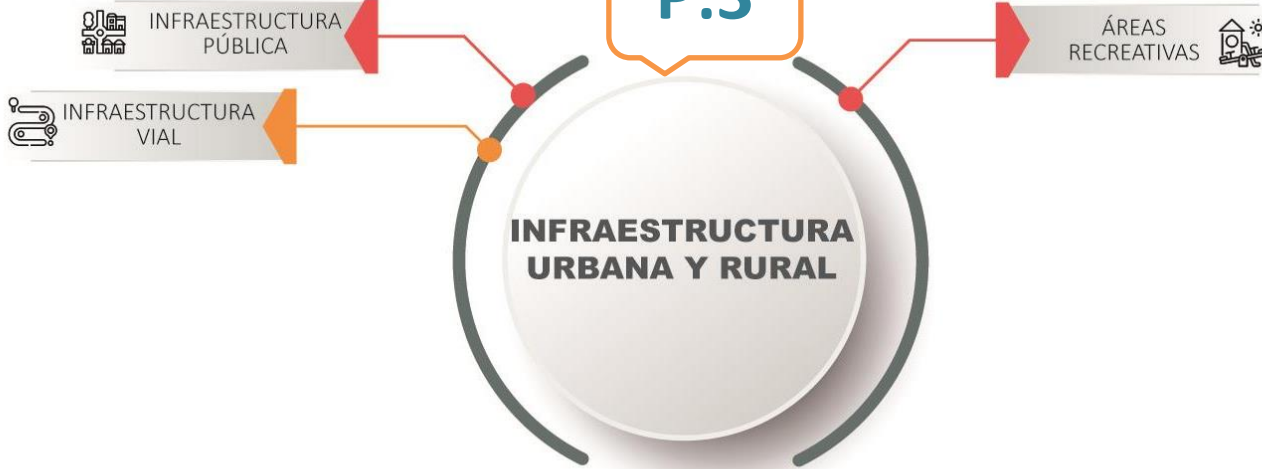 P.3
INFRAESTRUCTURA
PÚBLICA
INFRAESTRUCTURA
VIAL
ÁREAS
RECREATIVAS
INFRAESTRUCTURA
URBANA Y RURAL